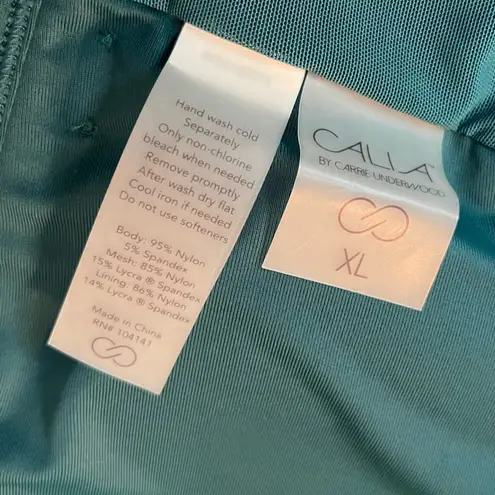 Hand wash cold
Separately
Only non-chlorine
bleach when needed
Remove promptly
After wash dry flat
Cool iron if needed
Do not use softeners
Body: 95% Nylon
5% Spandex
Mesh: 85% Nylon
15% Lycra ® Spandex
Lining: 86% Nylon
14% Lycra ® Spandex
Made in China
RN# 104141
CALIA™
BY CARRIE UNDERWOOD
XL